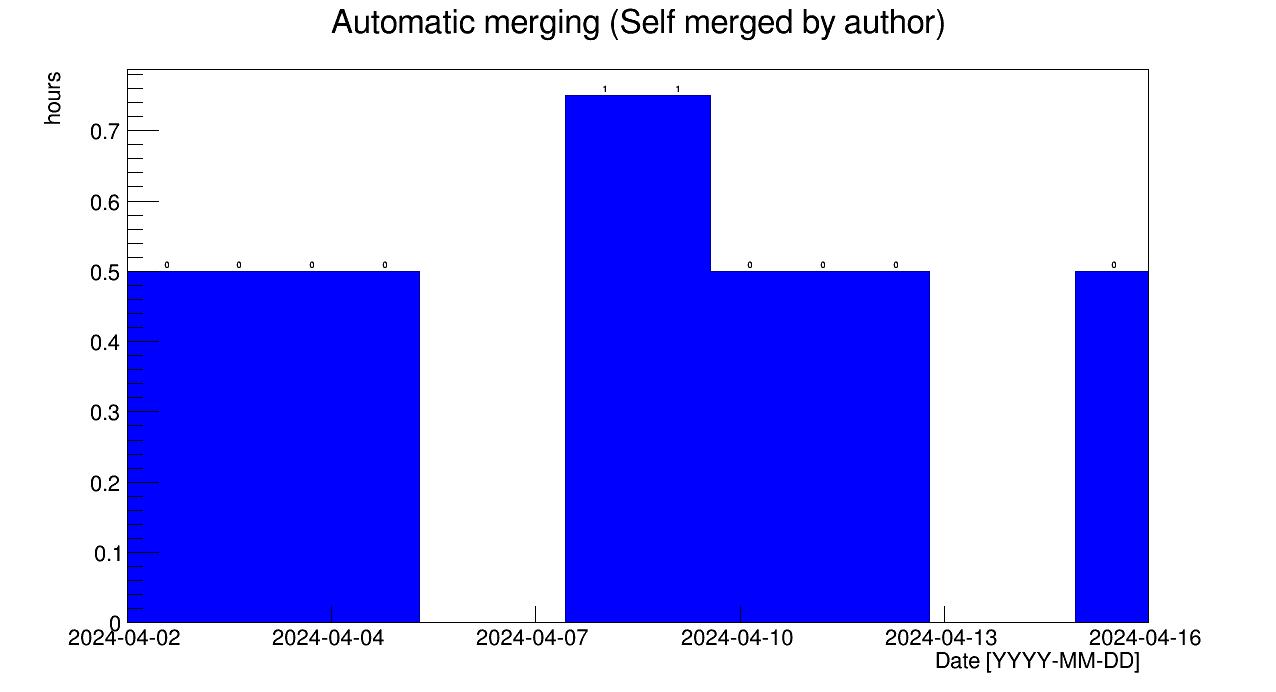 Automatic merging (Self merged by author)
hours
0.7
0.6
0.5
0.4
0.3
0.2
0.1
0
0 0 0 0 1 1 0 0 0 0
2024-04-02 2024-04-04 2024-04-07 2024-04-10 2024-04-13 2024-04-16
Date [YYYY-MM-DD]